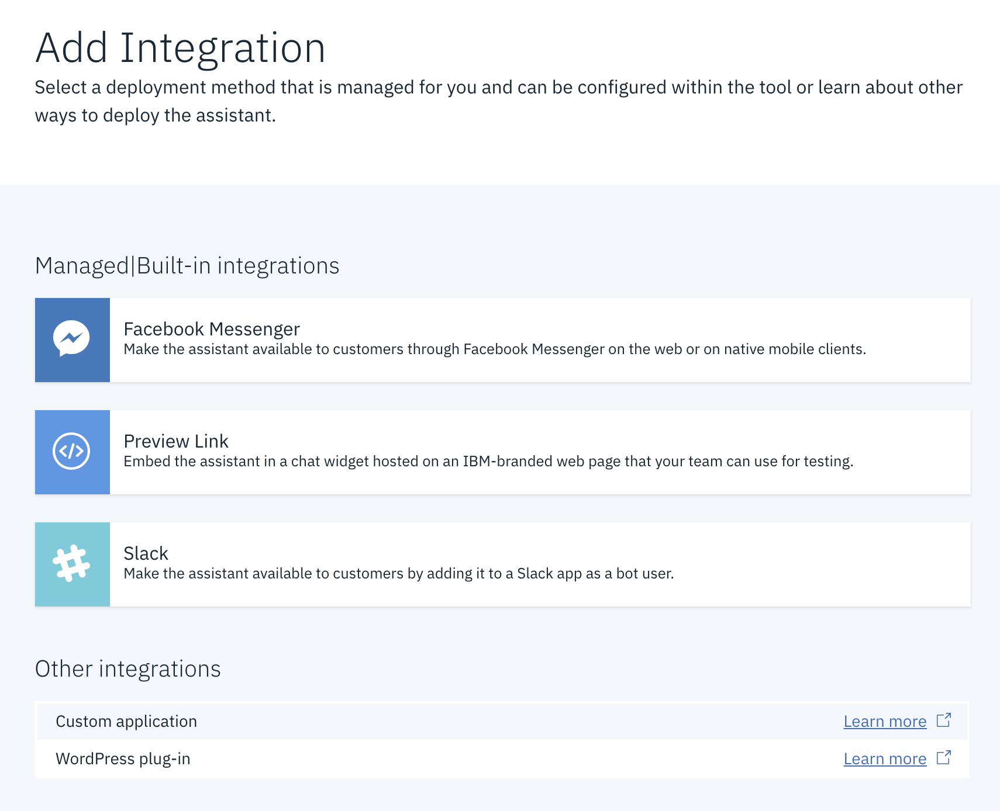 Add Integration
Select a deployment method that is managed for you and can be configured within the tool or learn about other
ways to deploy the assistant.
Managed|Built-in integrations
Facebook Messenger
Make the assistant available to customers through Facebook Messenger on the web or on native mobile clients.
Preview Link
Embed the assistant in a chat widget hosted on an IBM-branded web page that your team can use for testing.
Slack
Make the assistant available to customers by adding it to a Slack app as a bot user.
Other integrations
Custom application Learn more
WordPress plug-in Learn more